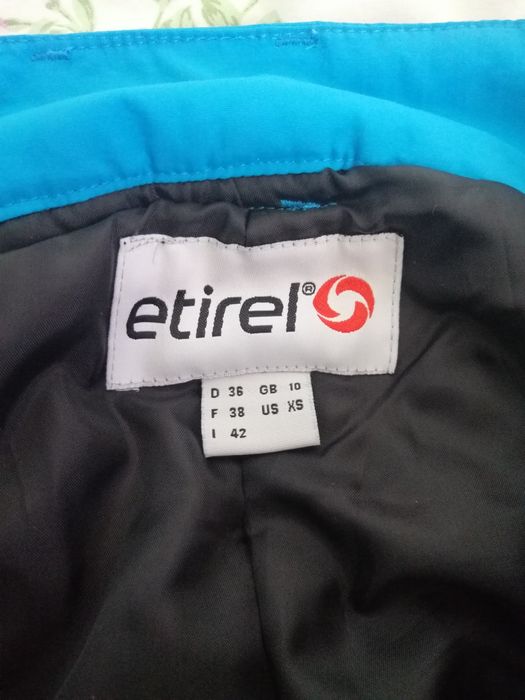 etirel®
D 36 GB 10
F 38 US XS
I 42